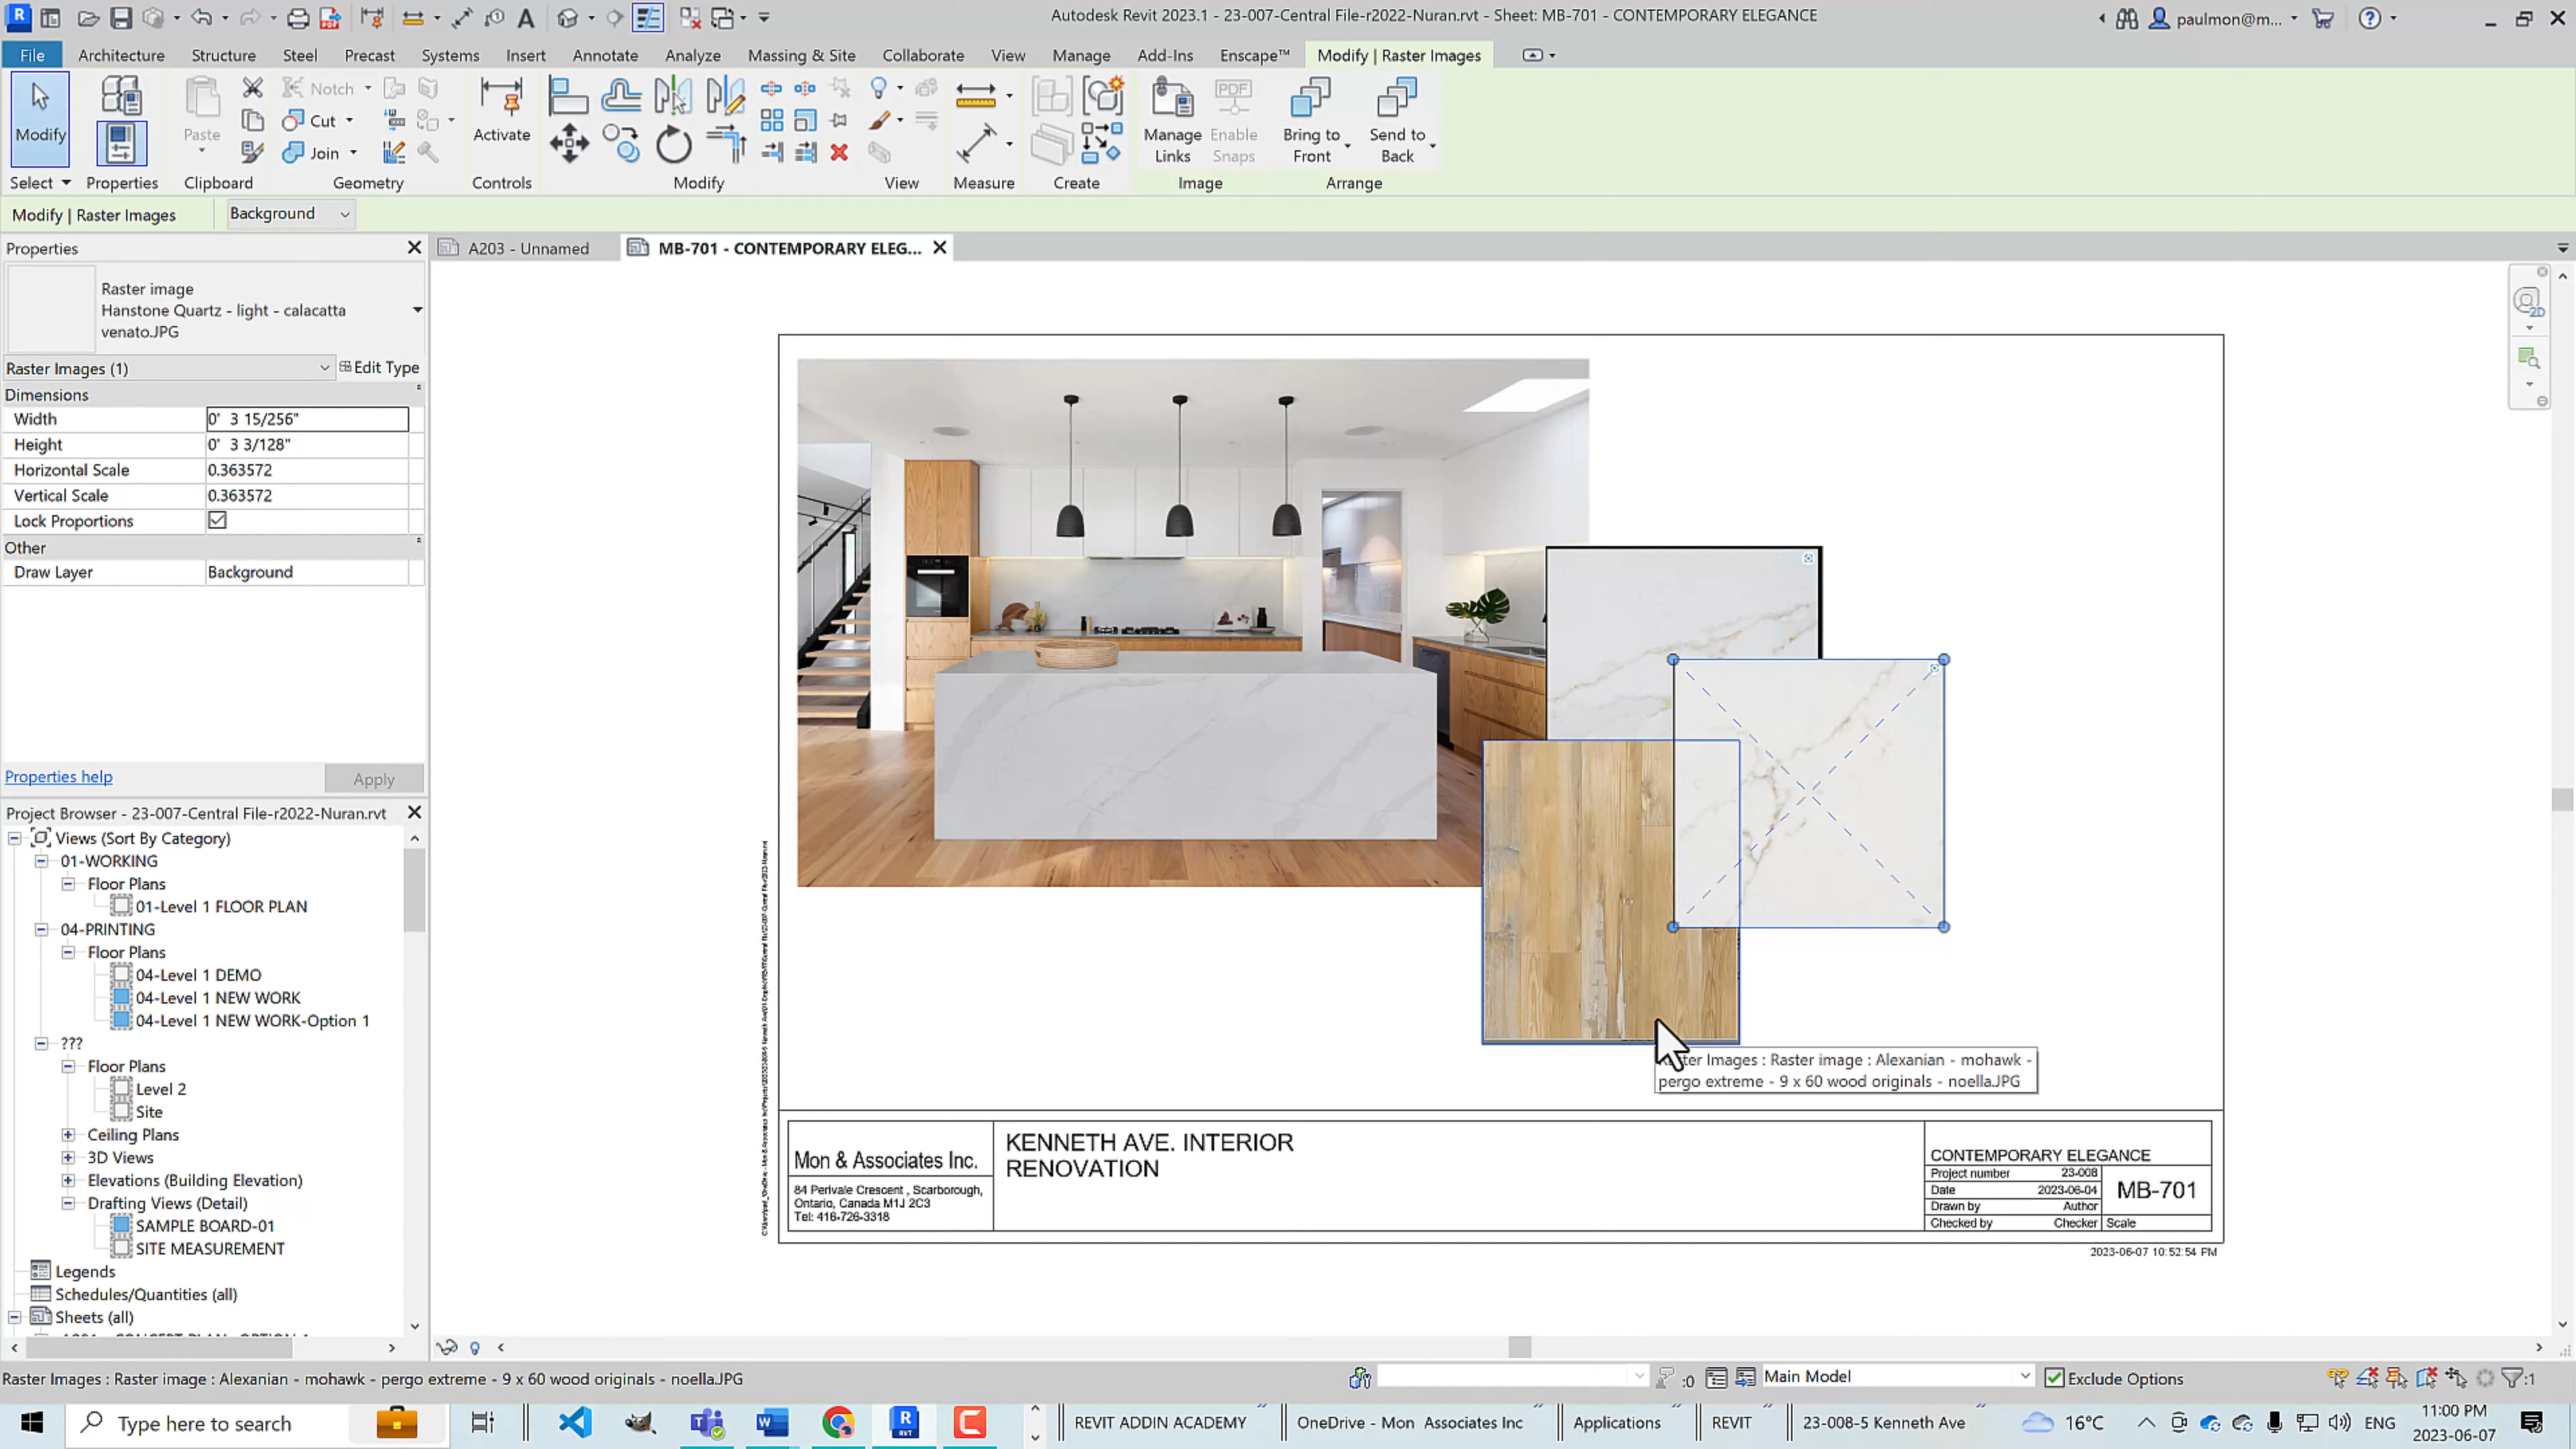 Autodesk Revit 2023.1 - 23-007-Central File-r2022-Nuran.rvt - Sheet: MB-701 - CONTEMPORARY ELEGANCE
paulmon@m...
File Architecture Structure Steel Precast Systems Insert Annotate Analyze Massing & Site Collaborate View Manage Add-Ins Enscape™ Modify | Raster Images
Modify
Select
Properties
Paste
Clipboard
Notch
Cut
Join
Geometry
Activate
Controls
Modify
View
Measure
Create
Manage Links
Enable Snaps
PDF
Image
Bring to Front
Send to Back
Arrange
Modify | Raster Images Background
Properties
A203 - Unnamed
MB-701 - CONTEMPORARY ELEG...
2D
Raster image
Hanstone Quartz - light - calacatta
venato.JPG
Raster Images (1) Edit Type
Dimensions
Width 0' 3 15/256"
Height 0' 3 3/128"
Horizontal Scale 0.363572
Vertical Scale 0.363572
Lock Proportions
Other
Draw Layer Background
Properties help Apply
Project Browser - 23-007-Central File-r2022-Nuran.rvt
Views (Sort By Category)
01-WORKING
Floor Plans
01-Level 1 FLOOR PLAN
04-PRINTING
Floor Plans
04-Level 1 DEMO
04-Level 1 NEW WORK
04-Level 1 NEW WORK-Option 1
???
Floor Plans
Level 2
Site
Ceiling Plans
3D Views
Elevations (Building Elevation)
Drafting Views (Detail)
SAMPLE BOARD-01
SITE MEASUREMENT
Legends
Schedules/Quantities (all)
Sheets (all)
Images : Raster image : Alexanian - mohawk -
pergo extreme - 9 x 60 wood originals - noella.JPG
Mon & Associates Inc.
84 Perivale Crescent , Scarborough,
Ontario, Canada M1J 2C3
Tel: 416-726-3318
KENNETH AVE. INTERIOR
RENOVATION
CONTEMPORARY ELEGANCE
Project number 23-008
Date 2023-06-04
Drawn by Author
Checked by Checker
MB-701
Scale
2023-06-07 10:52:54 PM
Raster Images : Raster image : Alexanian - mohawk - pergo extreme - 9 x 60 wood originals - noella.JPG
:0
Main Model
Exclude Options
:1
Type here to search
REVIT ADDIN ACADEMY
OneDrive - Mon Associates Inc
Applications
REVIT
23-008-5 Kenneth Ave
16°C
ENG
11:00 PM
2023-06-07